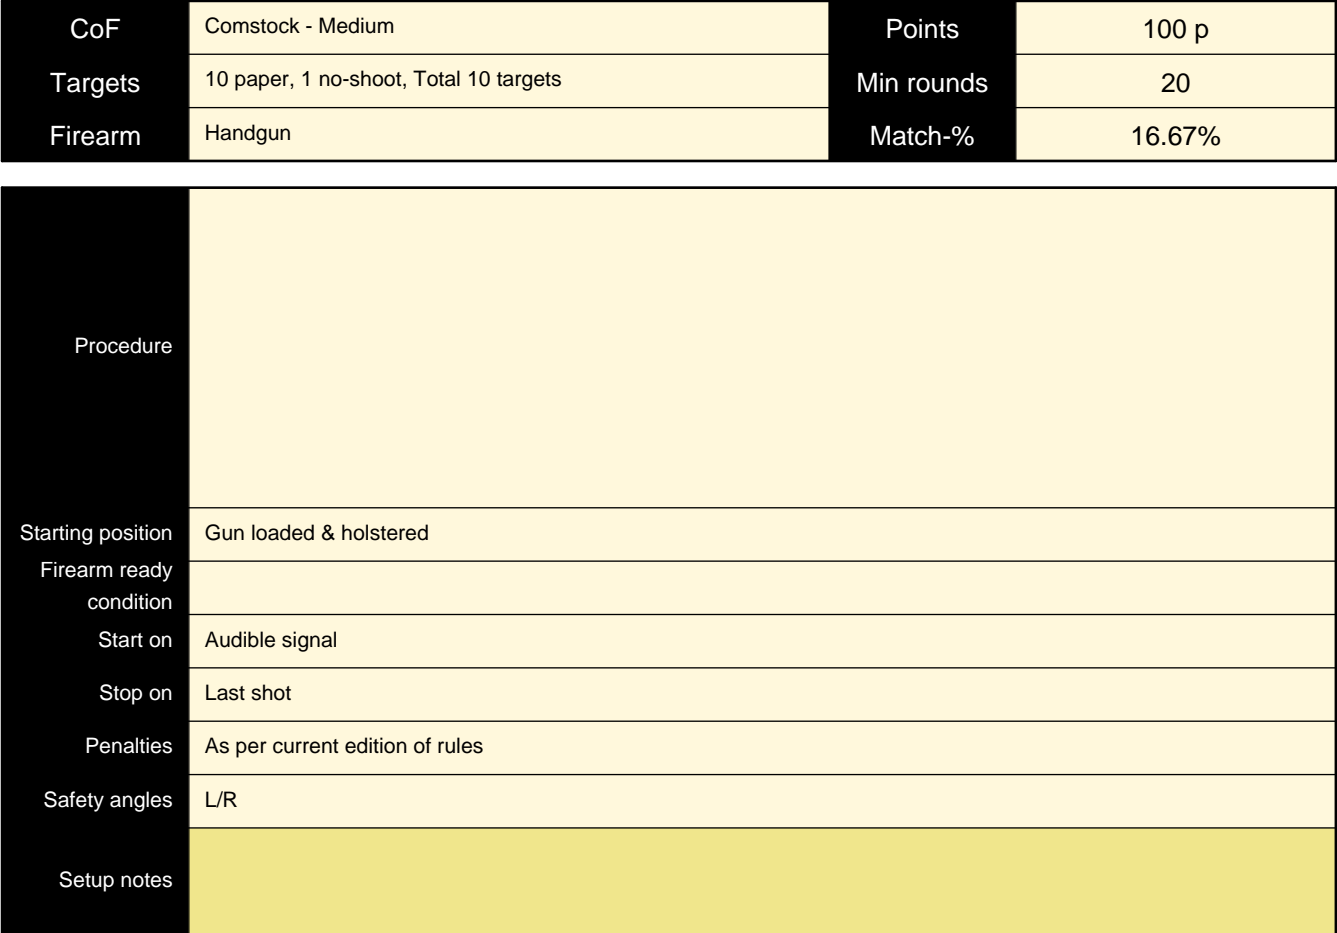 CoF Comstock - Medium Points 100 p
Targets 10 paper, 1 no-shoot, Total 10 targets Min rounds 20
Firearm Handgun Match-% 16.67%
Procedure
Starting position Gun loaded & holstered
Firearm ready
condition
Start on Audible signal
Stop on Last shot
Penalties As per current edition of rules
Safety angles L/R
Setup notes